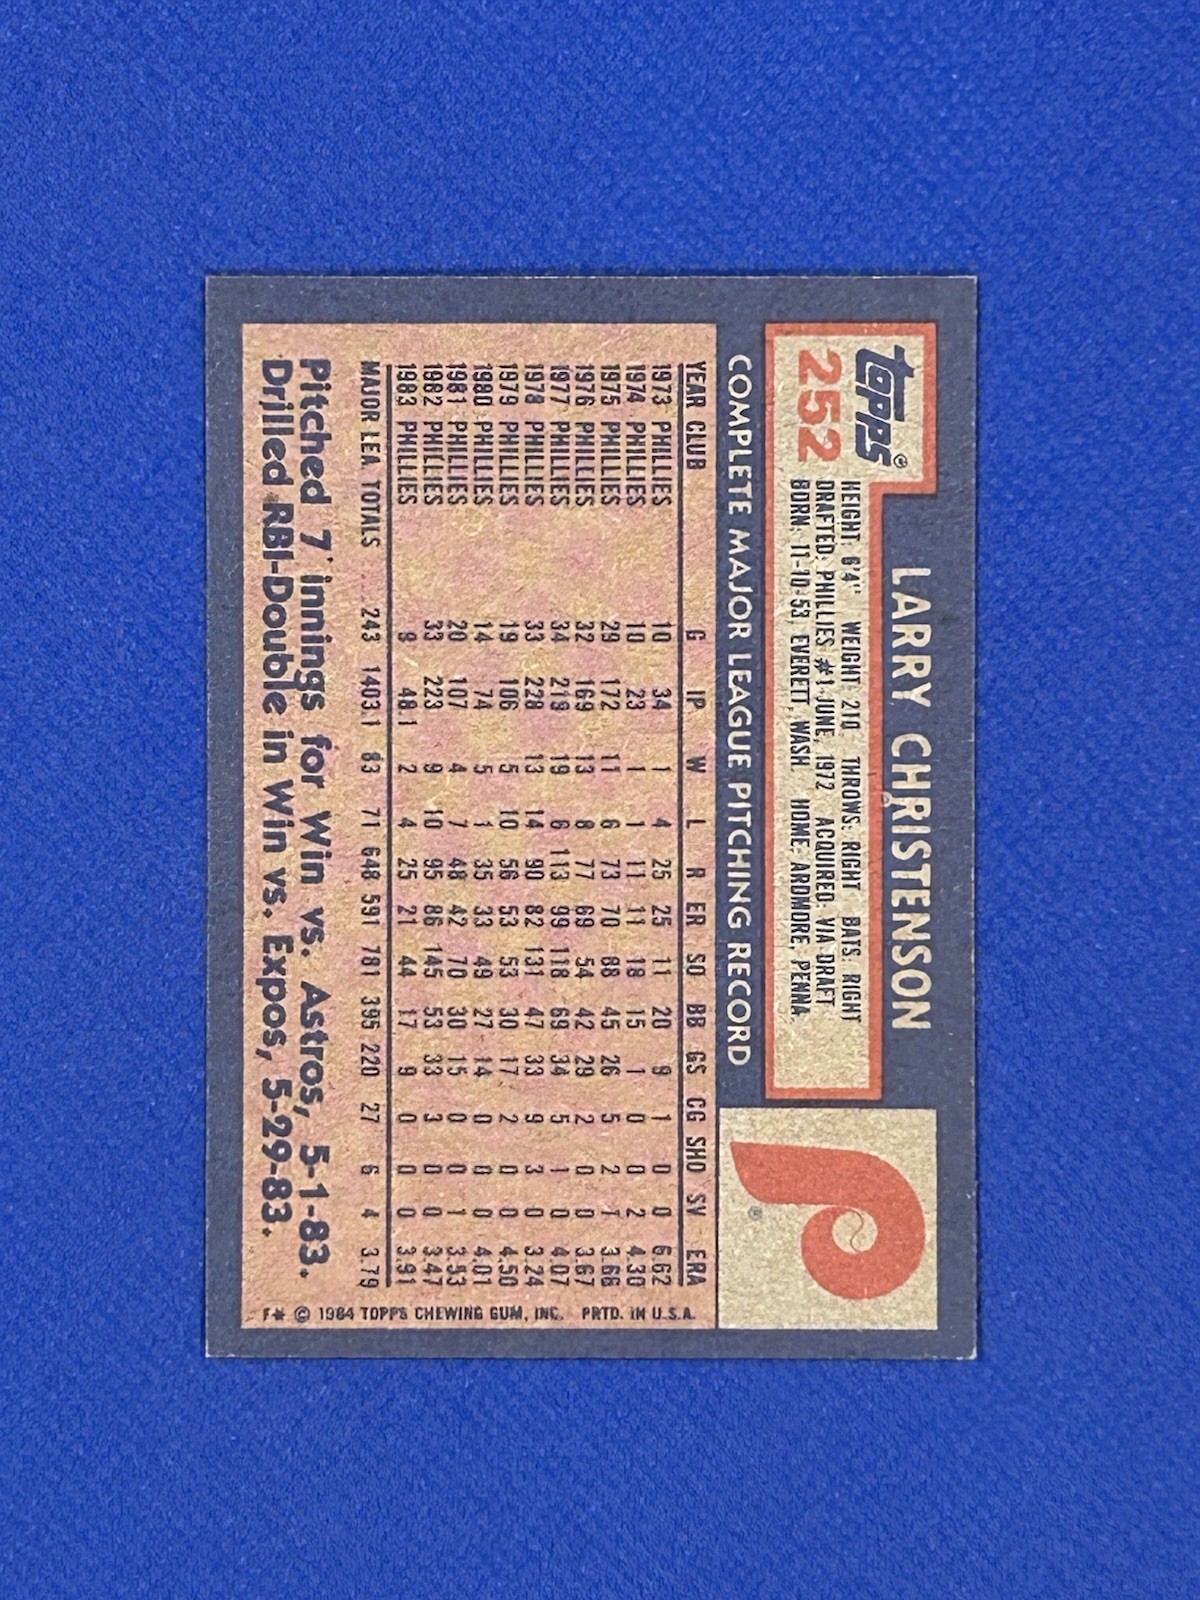 topps®
252
LARRY CHRISTENSON
HEIGHT: 6'4" WEIGHT: 210 THROWS: RIGHT BATS: RIGHT
DRAFTED: PHILLIES #1-JUNE, 1972 ACQUIRED: VIA DRAFT
BORN: 11-10-53, EVERETT, WASH. HOME: ARDMORE, PENNA.
P
®
COMPLETE MAJOR LEAGUE PITCHING RECORD
YEAR CLUB G IP W L R ER SO BB GS CG SHO SV ERA
1973 PHILLIES 10 34 1 4 25 25 11 20 9 1 0 0 6.62
1974 PHILLIES 10 23 1 1 11 11 18 15 1 0 0 2 4.30
1975 PHILLIES 29 172 11 6 73 70 88 45 26 5 2 1 3.66
1976 PHILLIES 32 169 13 8 77 69 54 42 29 2 0 0 3.67
1977 PHILLIES 34 219 19 6 113 99 118 69 34 5 1 0 4.07
1978 PHILLIES 33 228 13 14 90 82 131 47 33 9 3 0 3.24
1979 PHILLIES 19 106 5 10 56 53 53 30 17 2 0 0 4.50
1980 PHILLIES 14 74 5 1 35 33 49 27 14 0 0 0 4.01
1981 PHILLIES 20 107 4 7 48 42 70 30 15 0 0 1 3.53
1982 PHILLIES 33 223 9 10 95 86 145 53 33 3 0 0 3.47
1983 PHILLIES 9 48.1 2 4 25 21 44 17 9 0 0 0 3.91
MAJOR LEA TOTALS 243 1403.1 83 71 648 591 781 395 220 27 6 4 3.79
Pitched 7 innings for Win vs. Astros, 5-1-83.
Drilled RBI-Double in Win vs. Expos, 5-29-83.
F* © 1984 TOPPS CHEWING GUM, INC. PRTD. IN U.S.A.